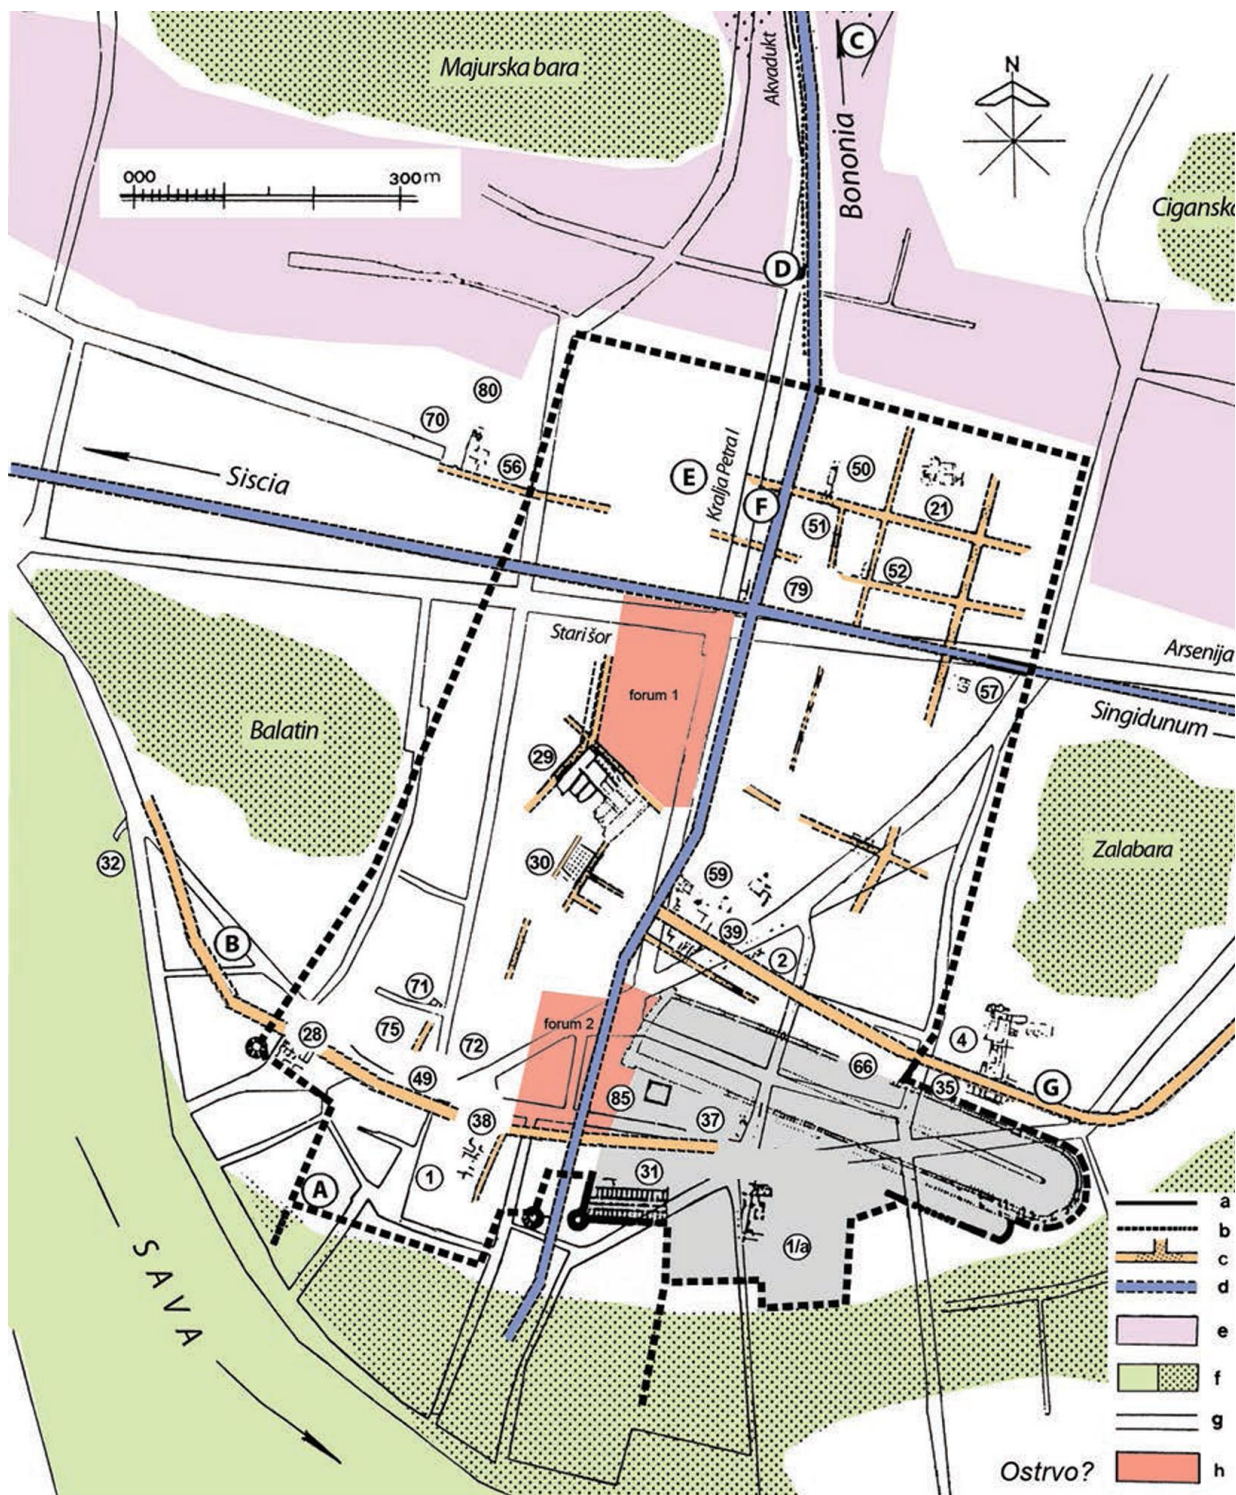 Majurska bara
Akvadukt
C
Bononia
N
000 300 m
Ciganska
D
80
70
Siscia
56
E
Kralja Petra I
50
F
51
21
52
79
Stari šor
Arsenija
forum 1
57
Singidunum
Balatin
29
32
30
59
Zalabara
39
2
B
71
forum 2
28
75
72
4
66
49
85
35
G
38
37
1
31
A
1/a
SAVA
a
b
c
d
e
f
g
Ostrvo? h